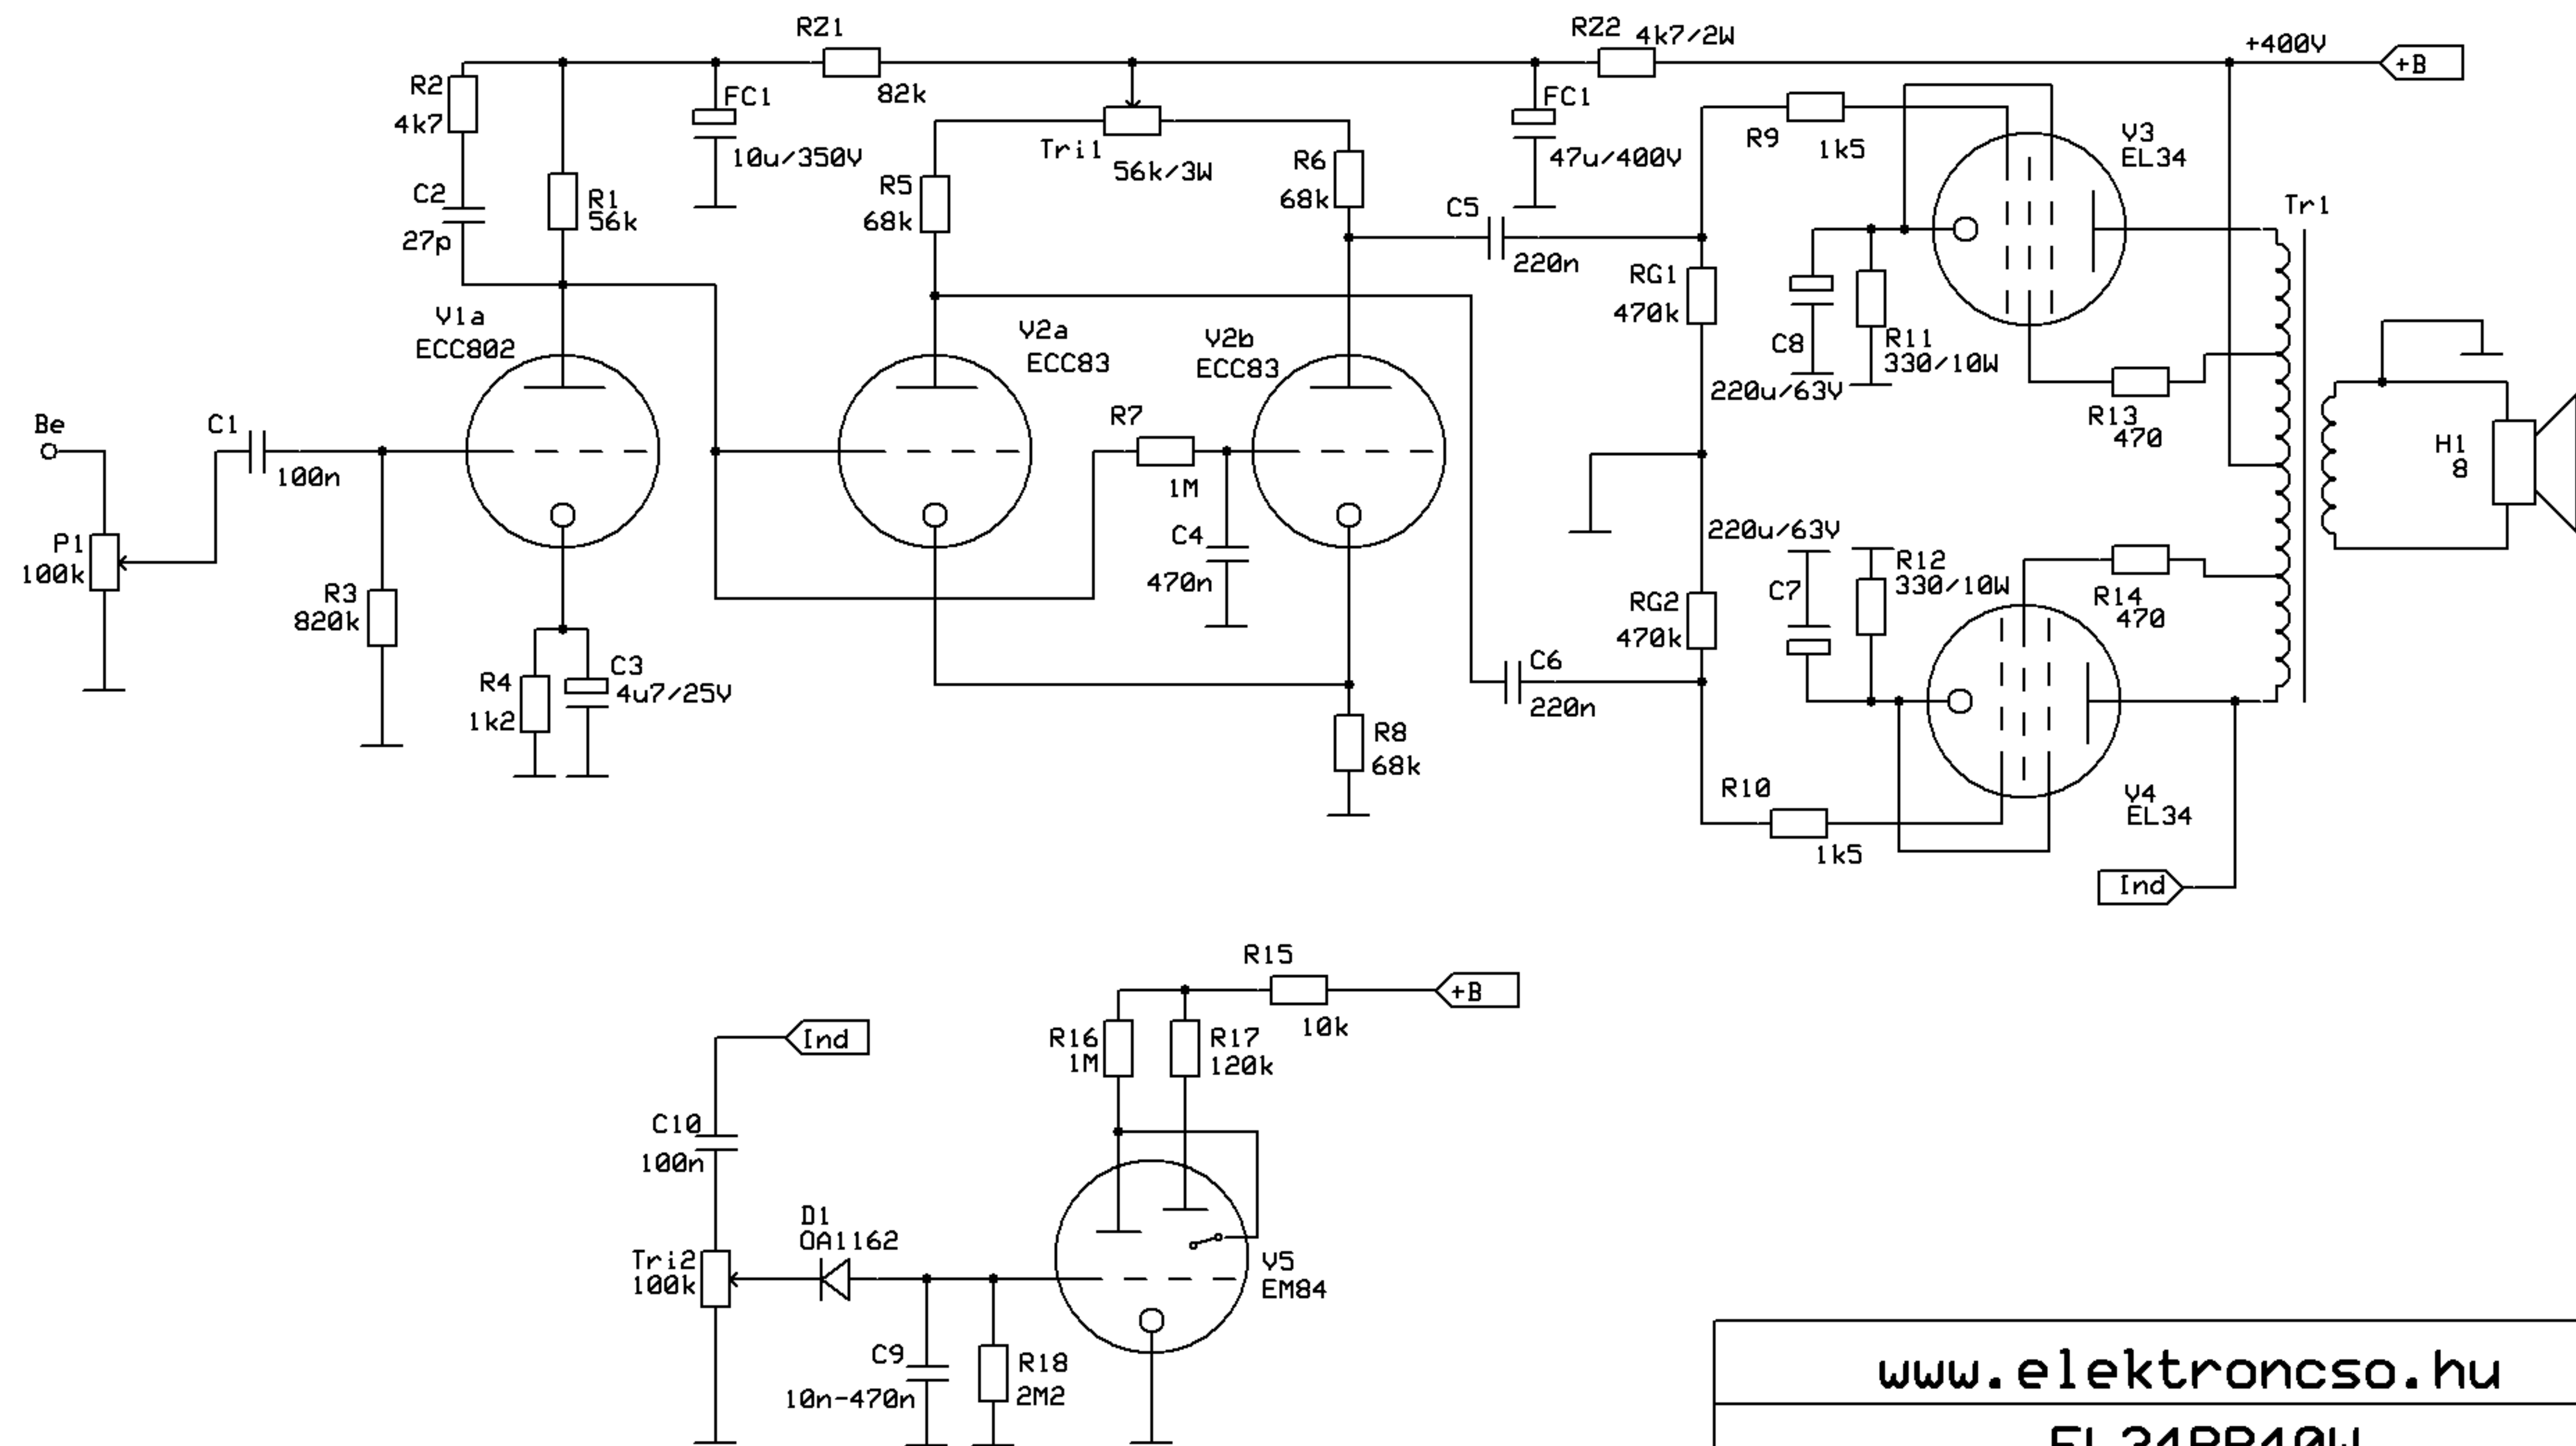 RZ1
82k
RZ2 4k7/2W
+400V
+B
R2
4k7
C2
27p
R1
56k
FC1
10u/350V
Tri1
56k/3W
R5
68k
R6
68k
FC1
47u/400V
C5
220n
R9
1k5
V3
EL34
Tr1
RG1
470k
C8
220u/63V
R11
330/10W
R13
470
V1a
ECC802
V2a
ECC83
V2b
ECC83
Be
C1
100n
P1
100k
R3
820k
R4
1k2
C3
4u7/25V
R7
1M
C4
470n
R8
68k
C6
220n
RG2
470k
220u/63V
C7
R12
330/10W
R14
470
H1
8
R10
1k5
V4
EL34
Ind
R15
10k
+B
Ind
R16
1M
R17
120k
C10
100n
D1
OA1162
Tri2
100k
C9
10n-470n
R18
2M2
V5
EM84
www.elektroncso.hu
EL34PP40W